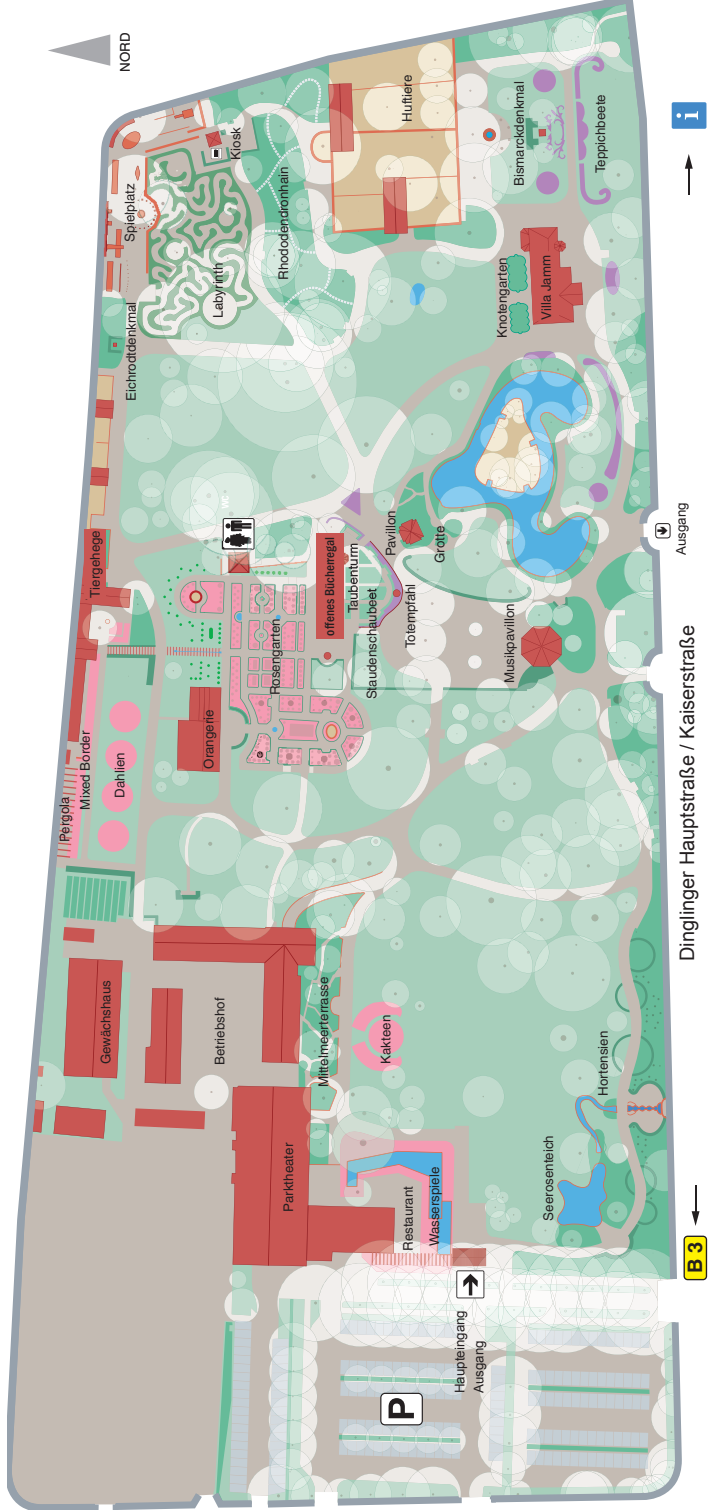 NORD
Spielplatz
Kiosk
Huftiere
Bismarckdenkmal
Teppichbeete
i
Rhododendronhain
Labyrinth
Eichrodtdenkmal
Knotengarten
Villa Jamm
Tiergehege
WC
offenes Bücherregal
Taubenturm
Pavillon
Grotte
Ausgang
Totempfahl
Staudenschaubeet
Rosengarten
Musikpavillon
Orangerie
Pergola
Mixed Border
Dahlien
Dinglinger Hauptstraße / Kaiserstraße
Gewächshaus
Betriebshof
Mittelmeerterrasse
Kakteen
Hortensien
Seerosenteich
Parktheater
Restaurant
Wasserspiele
B 3
Haupteingang
Ausgang
P